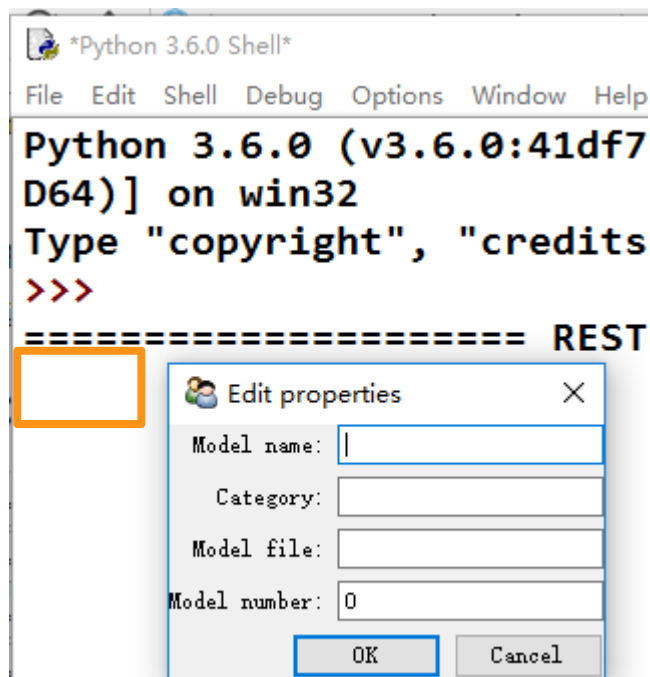 *Python 3.6.0 Shell*
File Edit Shell Debug Options Window Help
Python 3.6.0 (v3.6.0:41df7
D64)] on win32
Type "copyright", "credits
>>>
====================== REST
Edit properties
Model name:
Category:
Model file:
Model number: 0
OK Cancel